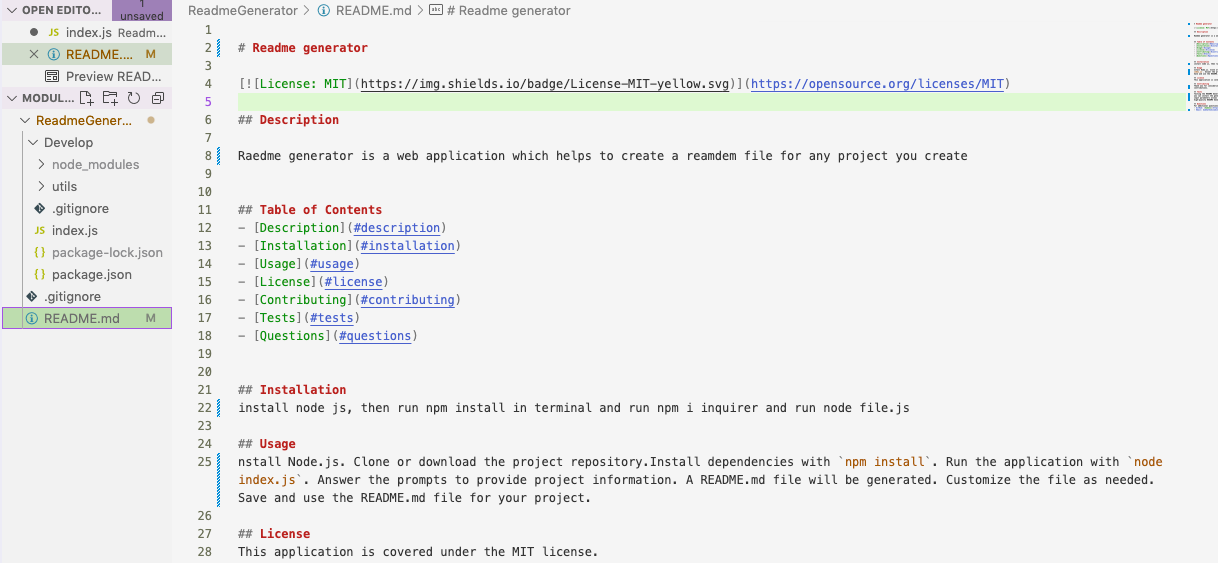 OPEN EDITO... 1 unsaved
index.js Readm...
README.... M
Preview READ...
MODUL...
ReadmeGener...
Develop
node_modules
utils
.gitignore
index.js
package-lock.json
package.json
.gitignore
README.md M
ReadmeGenerator > README.md > # Readme generator
1
2 # Readme generator
3
4 [![License: MIT](https://img.shields.io/badge/License-MIT-yellow.svg)](https://opensource.org/licenses/MIT)
5
6 ## Description
7
8 Raedme generator is a web application which helps to create a reamdem file for any project you create
9
10
11 ## Table of Contents
12 - [Description](#description)
13 - [Installation](#installation)
14 - [Usage](#usage)
15 - [License](#license)
16 - [Contributing](#contributing)
17 - [Tests](#tests)
18 - [Questions](#questions)
19
20
21 ## Installation
22 install node js, then run npm install in terminal and run npm i inquirer and run node file.js
23
24 ## Usage
25 nstall Node.js. Clone or download the project repository.Install dependencies with `npm install`. Run the application with `node
index.js`. Answer the prompts to provide project information. A README.md file will be generated. Customize the file as needed.
Save and use the README.md file for your project.
26
27 ## License
28 This application is covered under the MIT license.